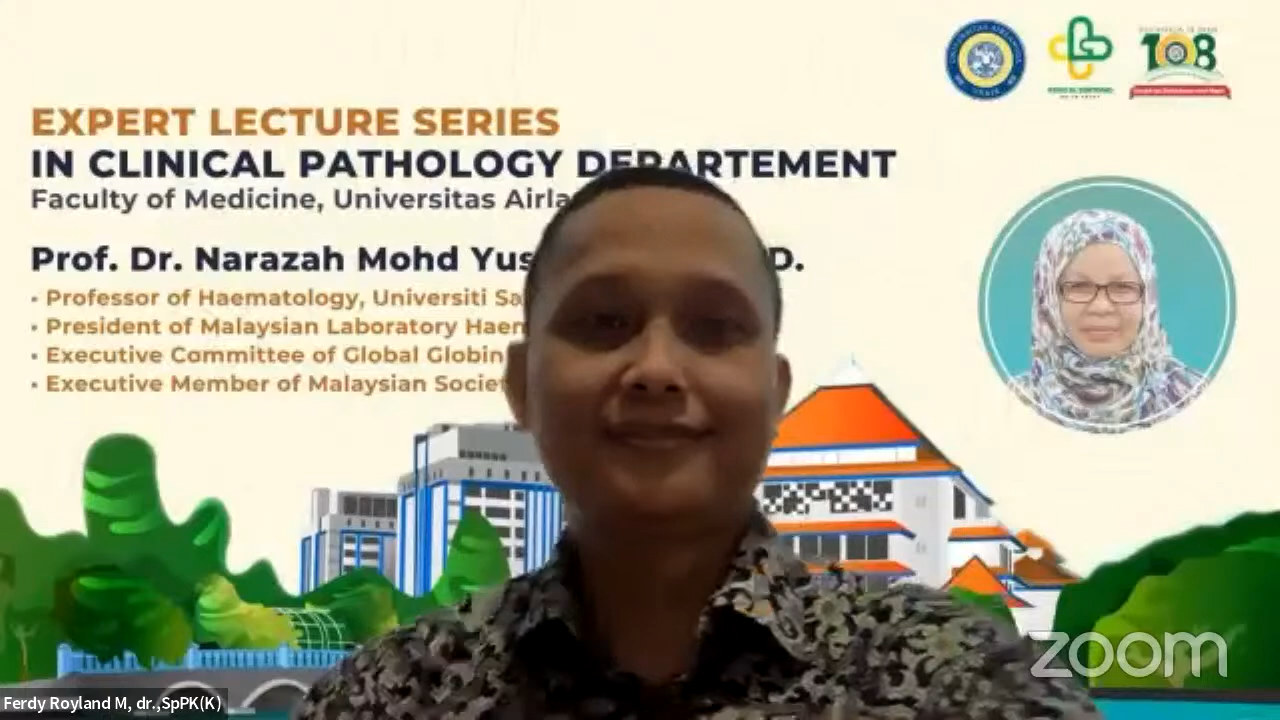 EXPERT LECTURE SERIES
IN CLINICAL PATHOLOGY DEPARTEMENT
Faculty of Medicine, Universitas Airla
Prof. Dr. Narazah Mohd Yus D.
• Professor of Haematology, Universiti Sa
• President of Malaysian Laboratory Haem
• Executive Committee of Global Globin
• Executive Member of Malaysian Societ
108
zoom
Ferdy Royland M, dr.,SpPK(K)